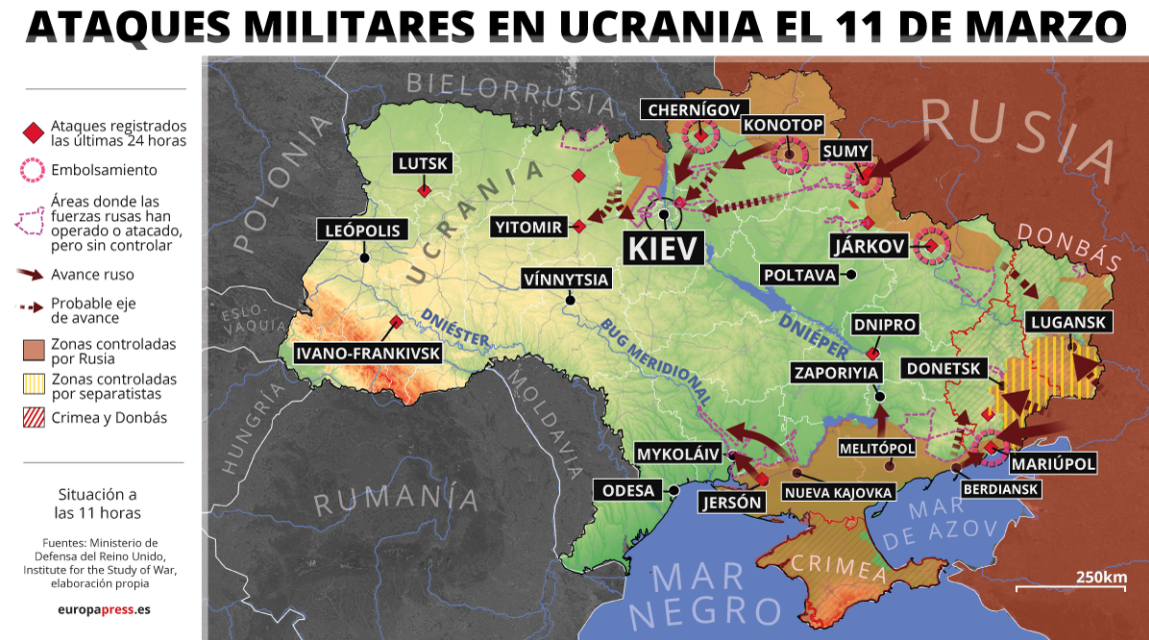 ATAQUES MILITARES EN UCRANIA EL 11 DE MARZO
Ataques registrados
las últimas 24 horas
Embolsamiento
Áreas donde las
fuerzas rusas han
operado o atacado,
pero sin controlar
Avance ruso
Probable eje
de avance
Zonas controladas
por Rusia
Zonas controladas
por separatistas
Crimea y Donbás
Situación a
las 11 horas
Fuentes: Ministerio de
Defensa del Reino Unido,
Institute for the Study of War,
elaboración propia
europapress.es
BIELORRUSIA
RUSIA
POLONIA
UCRANIA
CHERNÍGOV
KONOTOP
SUMY
LUTSK
LEÓPOLIS
YITOMIR
KIEV
JÁRKOV
DONBÁS
POLTAVA
VÍNNYTSIA
ESLO-
VAQUIA
DNIÉSTER
BUG MERIDIONAL
DNIÉPER
DNIPRO
LUGANSK
IVANO-FRANKIVSK
ZAPORIYIA
DONETSK
HUNGRÍA
MOLDAVIA
MYKOLÁIV
MELITÓPOL
MARIÚPOL
RUMANÍA
ODESA
JERSÓN
NUEVA KAJOVKA
BERDIANSK
MAR
DE AZOV
CRIMEA
MAR
NEGRO
250km